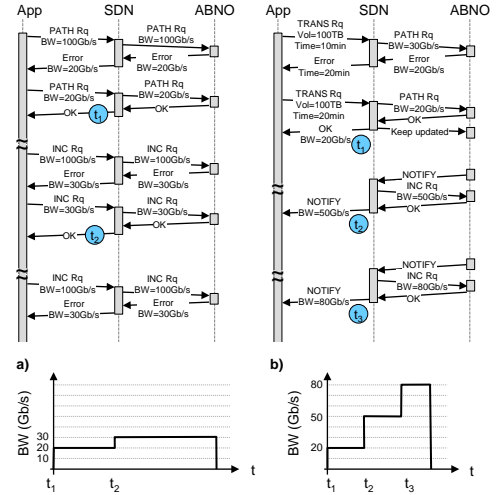 App SDN ABNO
PATH Rq
BW=100Gb/s
PATH Rq
BW=100Gb/s
Error
BW=20Gb/s
Error
BW=20Gb/s
PATH Rq
BW=20Gb/s
PATH Rq
BW=20Gb/s
OK
t1
OK
INC Rq
BW=100Gb/s
INC Rq
BW=100Gb/s
Error
BW=30Gb/s
Error
BW=30Gb/s
INC Rq
BW=30Gb/s
INC Rq
BW=30Gb/s
OK
t2
OK
INC Rq
BW=100Gb/s
INC Rq
BW=100Gb/s
Error
BW=30Gb/s
Error
BW=30Gb/s
App SDN ABNO
TRANS Rq
Vol=100TB
Time=10min
PATH Rq
BW=30Gb/s
Error
Time=20min
Error
BW=20Gb/s
TRANS Rq
Vol=100TB
Time=20min
PATH Rq
BW=20Gb/s
OK
OK
BW=20Gb/s
t1
Keep updated
NOTIFY
INC Rq
BW=50Gb/s
NOTIFY
BW=50Gb/s
OK
t2
NOTIFY
INC Rq
BW=80Gb/s
NOTIFY
BW=80Gb/s
OK
t3
a)
BW (Gb/s)
30
20
10
t1 t2
t
b)
BW (Gb/s)
80
50
20
t1 t2 t3
t